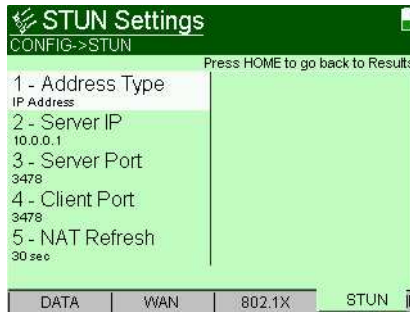 STUN Settings
CONFIG->STUN
Press HOME to go back to Results
1 - Address Type
IP Address
2 - Server IP
10.0.0.1
3 - Server Port
3478
4 - Client Port
3478
5 - NAT Refresh
30 sec
DATA WAN 802.1X STUN